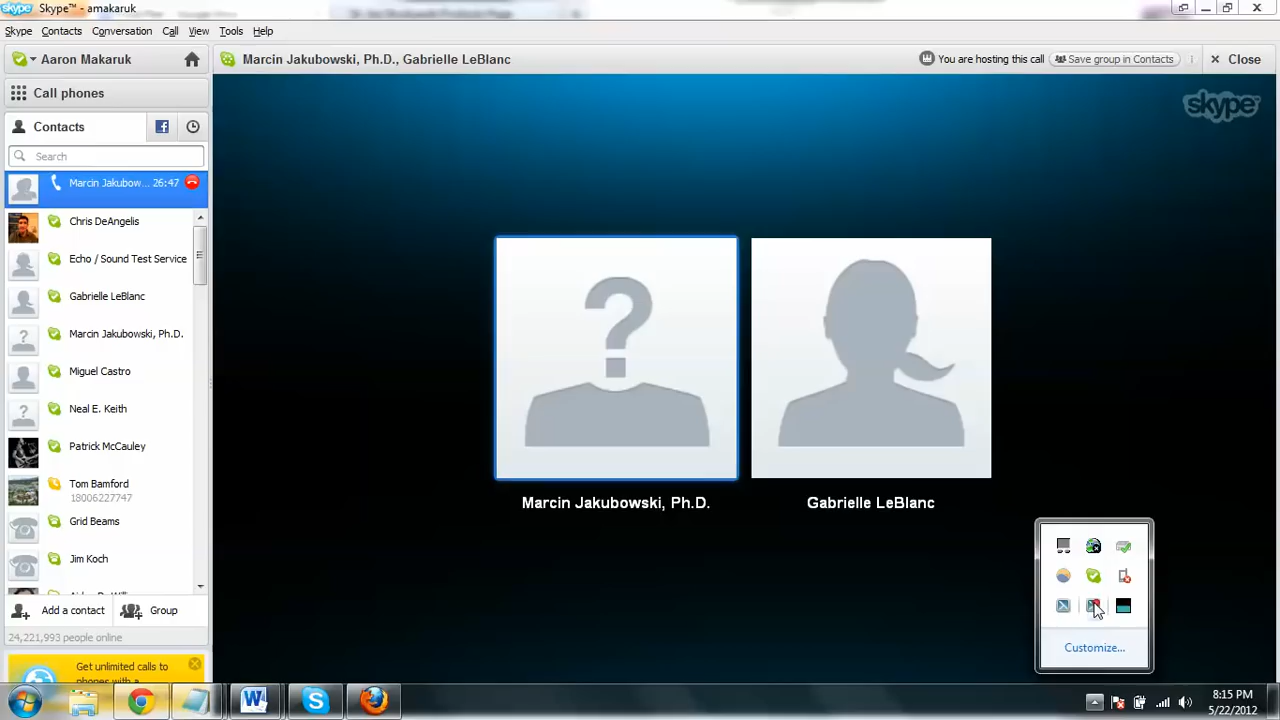 Skype™ - amakaruk
Skype Contacts Conversation Call View Tools Help
Aaron Makaruk
Marcin Jakubowski, Ph.D., Gabrielle LeBlanc
You are hosting this call
Save group in Contacts
Close
Call phones
skype
Contacts
Search
Marcin Jakubow... 26:47
Chris DeAngelis
Echo / Sound Test Service
Gabrielle LeBlanc
Marcin Jakubowski, Ph.D.
Miguel Castro
Neal E. Keith
Patrick McCauley
Tom Bamford
18006227747
Grid Beams
Jim Koch
Marcin Jakubowski, Ph.D.
Gabrielle LeBlanc
Add a contact
Group
24,221,993 people online
Get unlimited calls to
phones with a
Customize...
8:15 PM
5/22/2012